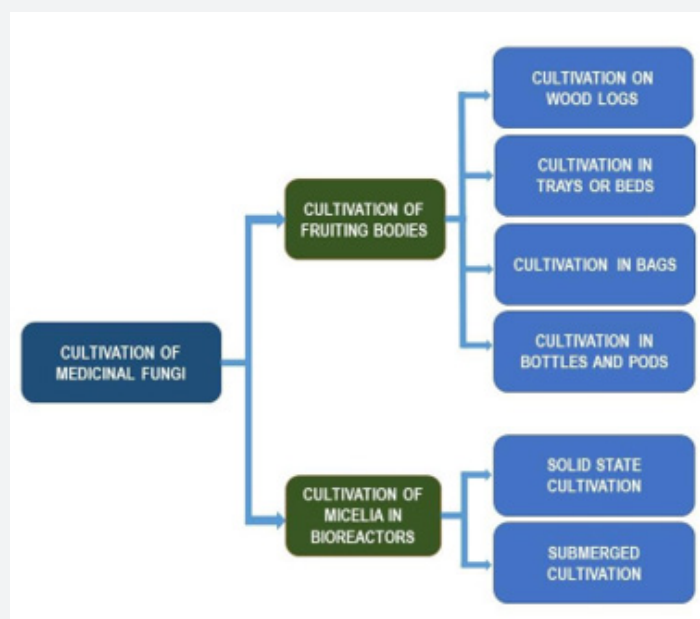 CULTIVATION OF
MEDICINAL FUNGI
CULTIVATION OF
FRUITING BODIES
CULTIVATION ON
WOOD LOGS
CULTIVATION IN
TRAYS OR BEDS
CULTIVATION IN BAGS
CULTIVATION IN
BOTTLES AND PODS
CULTIVATION OF
MICELIA IN
BIOREACTORS
SOLID STATE
CULTIVATION
SUBMERGED
CULTIVATION